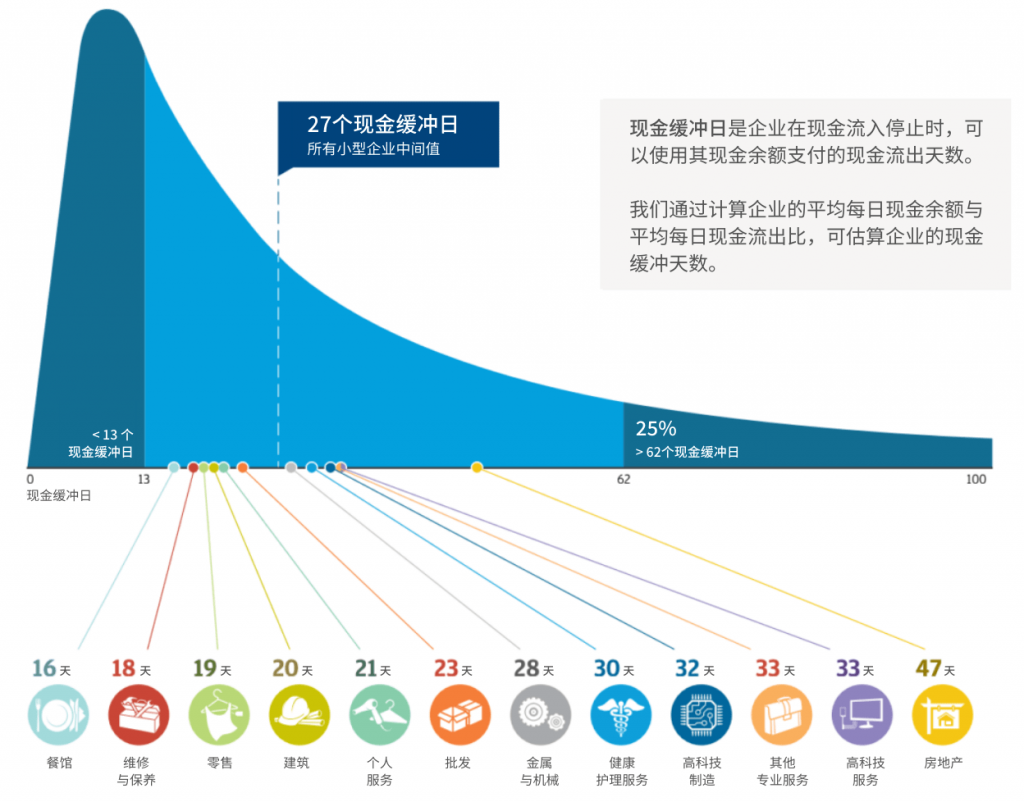 27个现金缓冲日
所有小型企业中间值
现金缓冲日是企业在现金流入停止时，可
以使用其现金余额支付的现金流出天数。
我们通过计算企业的平均每日现金余额与
平均每日现金流出比，可估算企业的现金
缓冲天数。
< 13 个
现金缓冲日
25%
> 62个现金缓冲日
0 13 62 100
现金缓冲日
16 天 18 天 19 天 20 天 21 天 23 天 28 天 30 天 32 天 33 天 33 天 47 天
餐馆 维修 零售 建筑 个人 批发 金属 健康 高科技 其他 高科技 房地产
与保养 服务 与机械 护理服务 制造 专业服务 服务